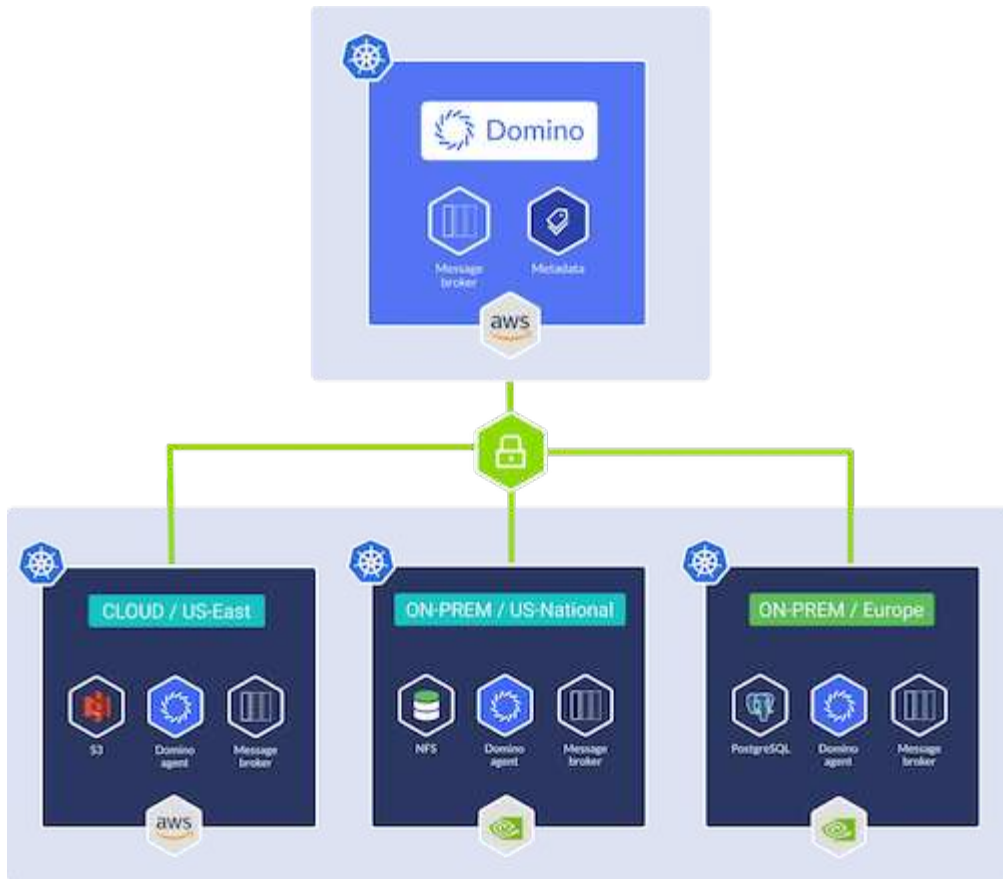 Domino
Message
broker
Metadata
aws
CLOUD / US-East
S3
Domino
agent
Message
broker
aws
ON-PREM / US-National
NFS
Domino
agent
Message
broker
ON-PREM / Europe
PostgreSQL
Domino
agent
Message
broker